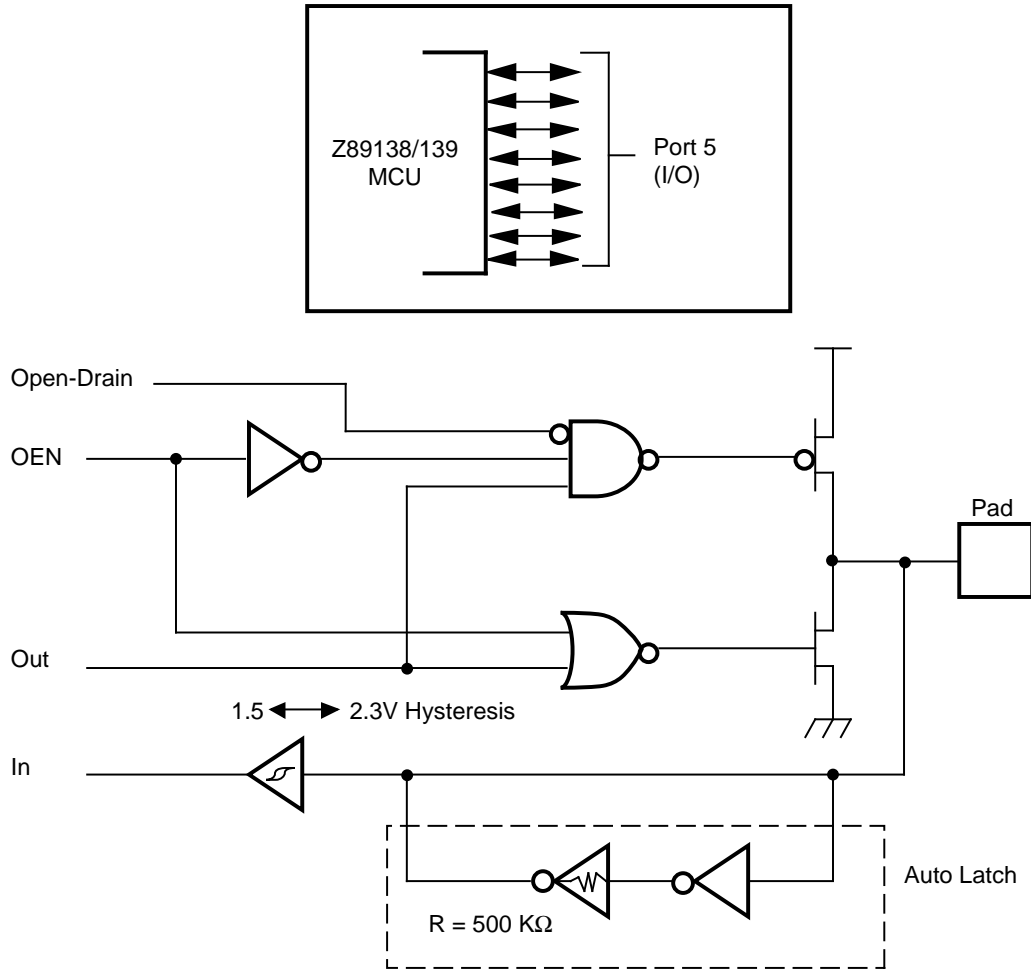 Z89138/139
MCU
Port 5
(I/O)
Open-Drain
OEN
Pad
Out
1.5 2.3V Hysteresis
In
Auto Latch
R = 500 KΩ